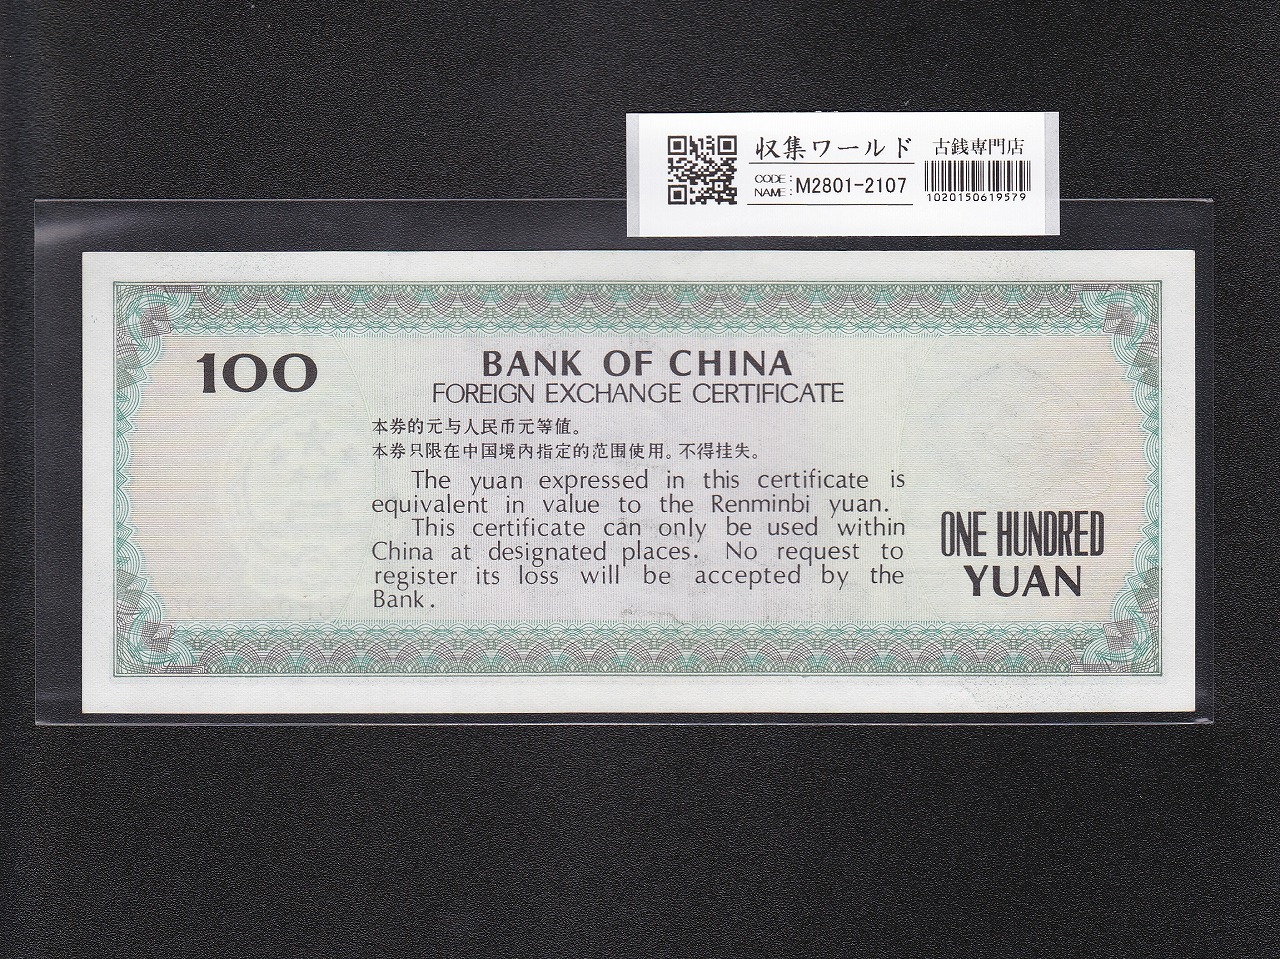 収集ワールド 古銭専門店
CODE:
NAME: M2801-2107
1020150619579
100
BANK OF CHINA
FOREIGN EXCHANGE CERTIFICATE
本券的元与人民币元等值。
本券只限在中国境内指定的范围使用。不得挂失。
The yuan expressed in this certificate is
equivalent in value to the Renminbi yuan.
This certificate can only be used within
China at designated places. No request to
register its loss will be accepted by the
Bank.
ONE HUNDRED
YUAN